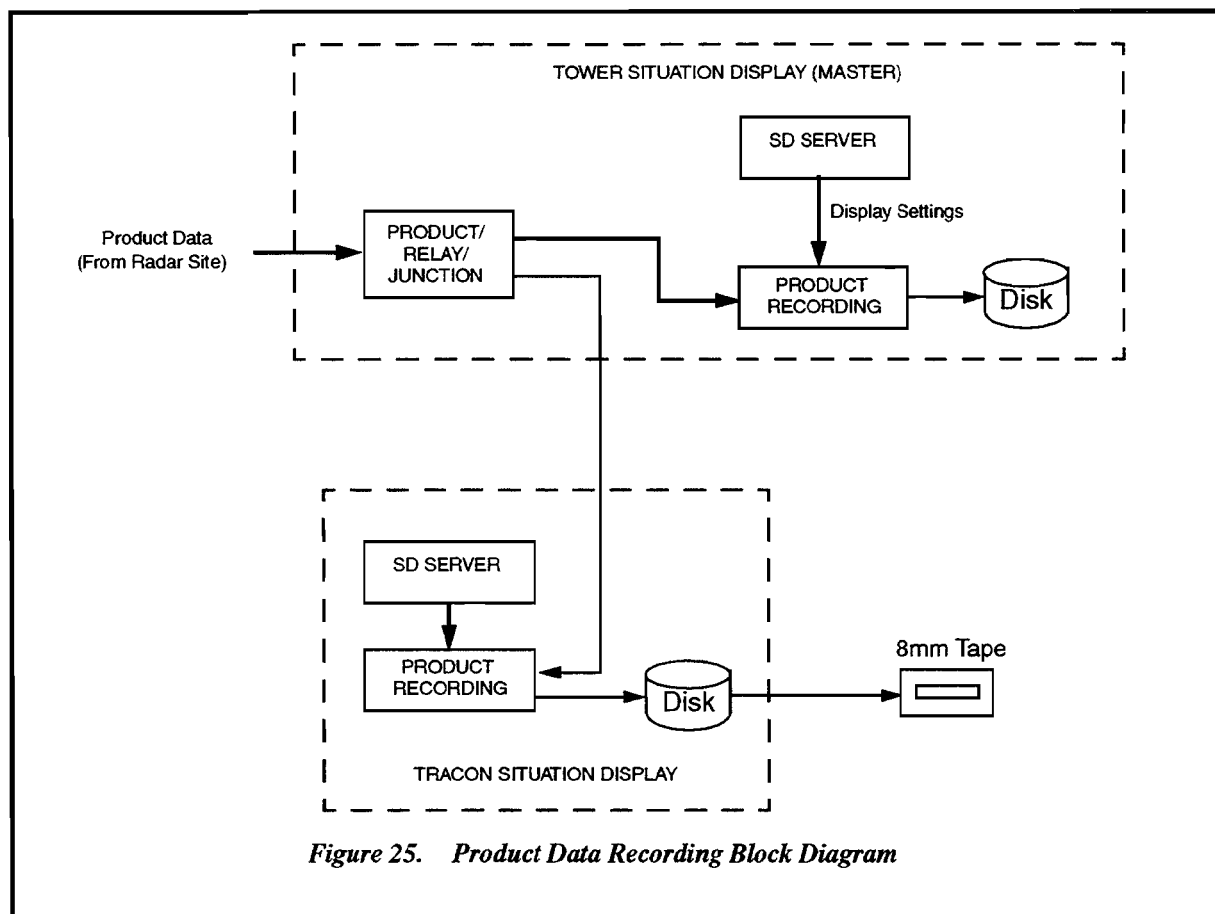 TOWER SITUATION DISPLAY (MASTER)
SD SERVER
Display Settings
Product Data
(From Radar Site)
PRODUCT/
RELAY/
JUNCTION
PRODUCT
RECORDING
Disk
SD SERVER
PRODUCT
RECORDING
Disk
8mm Tape
TRACON SITUATION DISPLAY
Figure 25. Product Data Recording Block Diagram